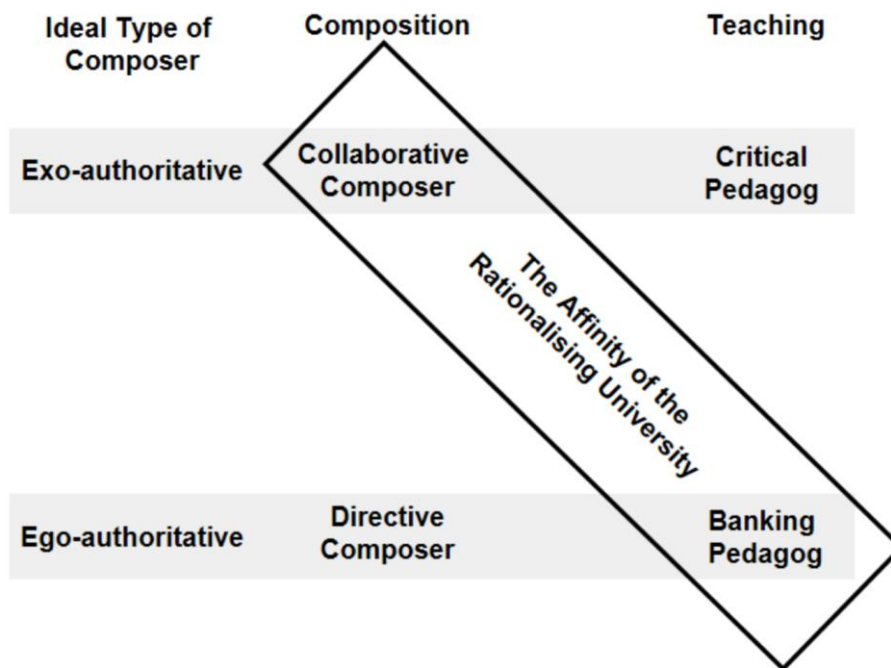 Ideal Type of
Composer
Composition
Teaching
Exo-authoritative
Collaborative
Composer
Critical
Pedagog
The Affinity of the
Rationalising University
Ego-authoritative
Directive
Composer
Banking
Pedagog